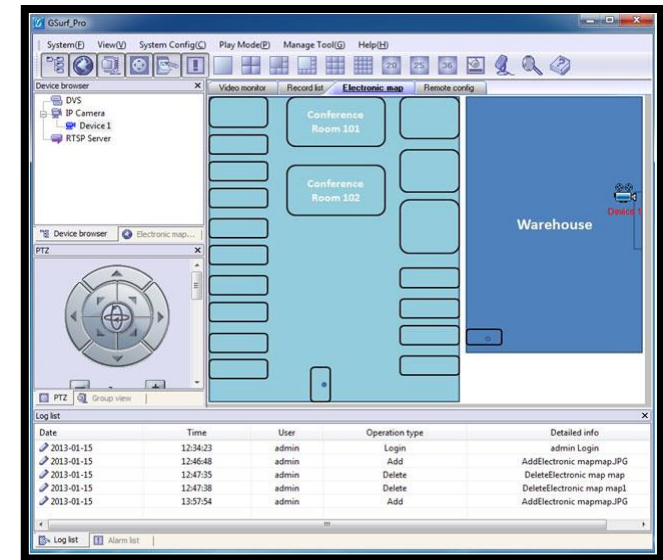 GSurf_Pro
System(F) View(V) System Config(C) Play Mode(P) Manage Tool(G) Help(H)
20 25 36
Device browser
Video monitor Record list Electronic map Remote config
DVS
IP Camera
Device 1
RTSP Server
Conference
Room 101
Conference
Room 102
Warehouse
Device 1
Device browser Electronic map...
PTZ
PTZ Group view
Log list
Date Time User Operation type Detailed info
2013-01-15 12:34:23 admin Login admin Login
2013-01-15 12:46:48 admin Add AddElectronic mapmap.JPG
2013-01-15 12:47:35 admin Delete DeleteElectronic map map
2013-01-15 12:47:38 admin Delete DeleteElectronic map map1
2013-01-15 13:57:54 admin Add AddElectronic mapmap.JPG
Log list Alarm list